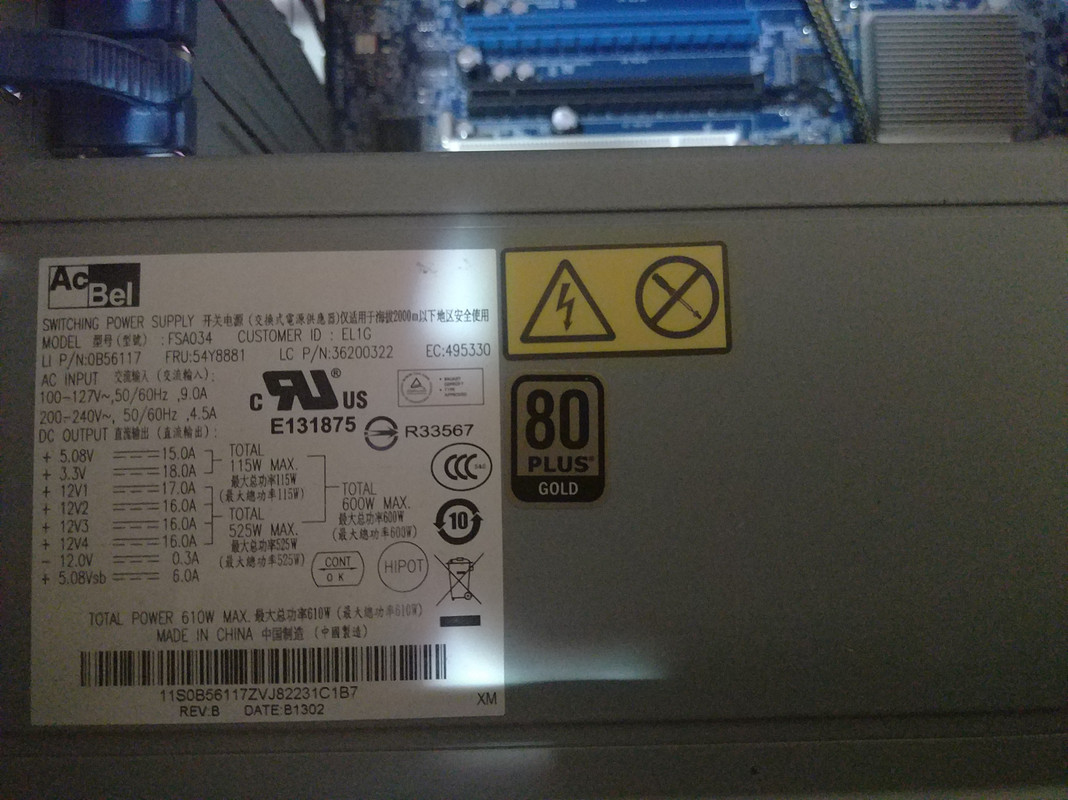 AcBel
SWITCHING POWER SUPPLY 开关电源 (交換式電源供應器)仅适用于海拔2000m以下地区安全使用
MODEL 型号(型號) : FSA034 CUSTOMER ID : EL1G
LI P/N:0B56117 FRU:54Y8881 LC P/N:36200322 EC:495330
AC INPUT 交流输入 (交流輸入):
100-127V~,50/60Hz ,9.0A
200-240V~, 50/60Hz ,4.5A
DC OUTPUT 直流输出 (直流輸出):
+ 5.08V 15.0A
+ 3.3V 18.0A
+ 12V1 17.0A
+ 12V2 16.0A
+ 12V3 16.0A
+ 12V4 16.0A
- 12.0V 0.3A
+ 5.08Vsb 6.0A
TOTAL
115W MAX.
最大总功率115W
(最大總功率115W)
TOTAL
525W MAX.
最大总功率525W
(最大總功率525W)
TOTAL
600W MAX.
最大总功率600W
(最大總功率600W)
C RU US ®
E131875
R33567
CCC
S&E
10
CONT
OK
HIPOT
TOTAL POWER 610W MAX. 最大总功率610W (最大總功率610W)
MADE IN CHINA 中国制造 (中國製造)
11S0B56117ZVJ82231C1B7
REV:B DATE:B1302
XM
80
PLUS®
GOLD